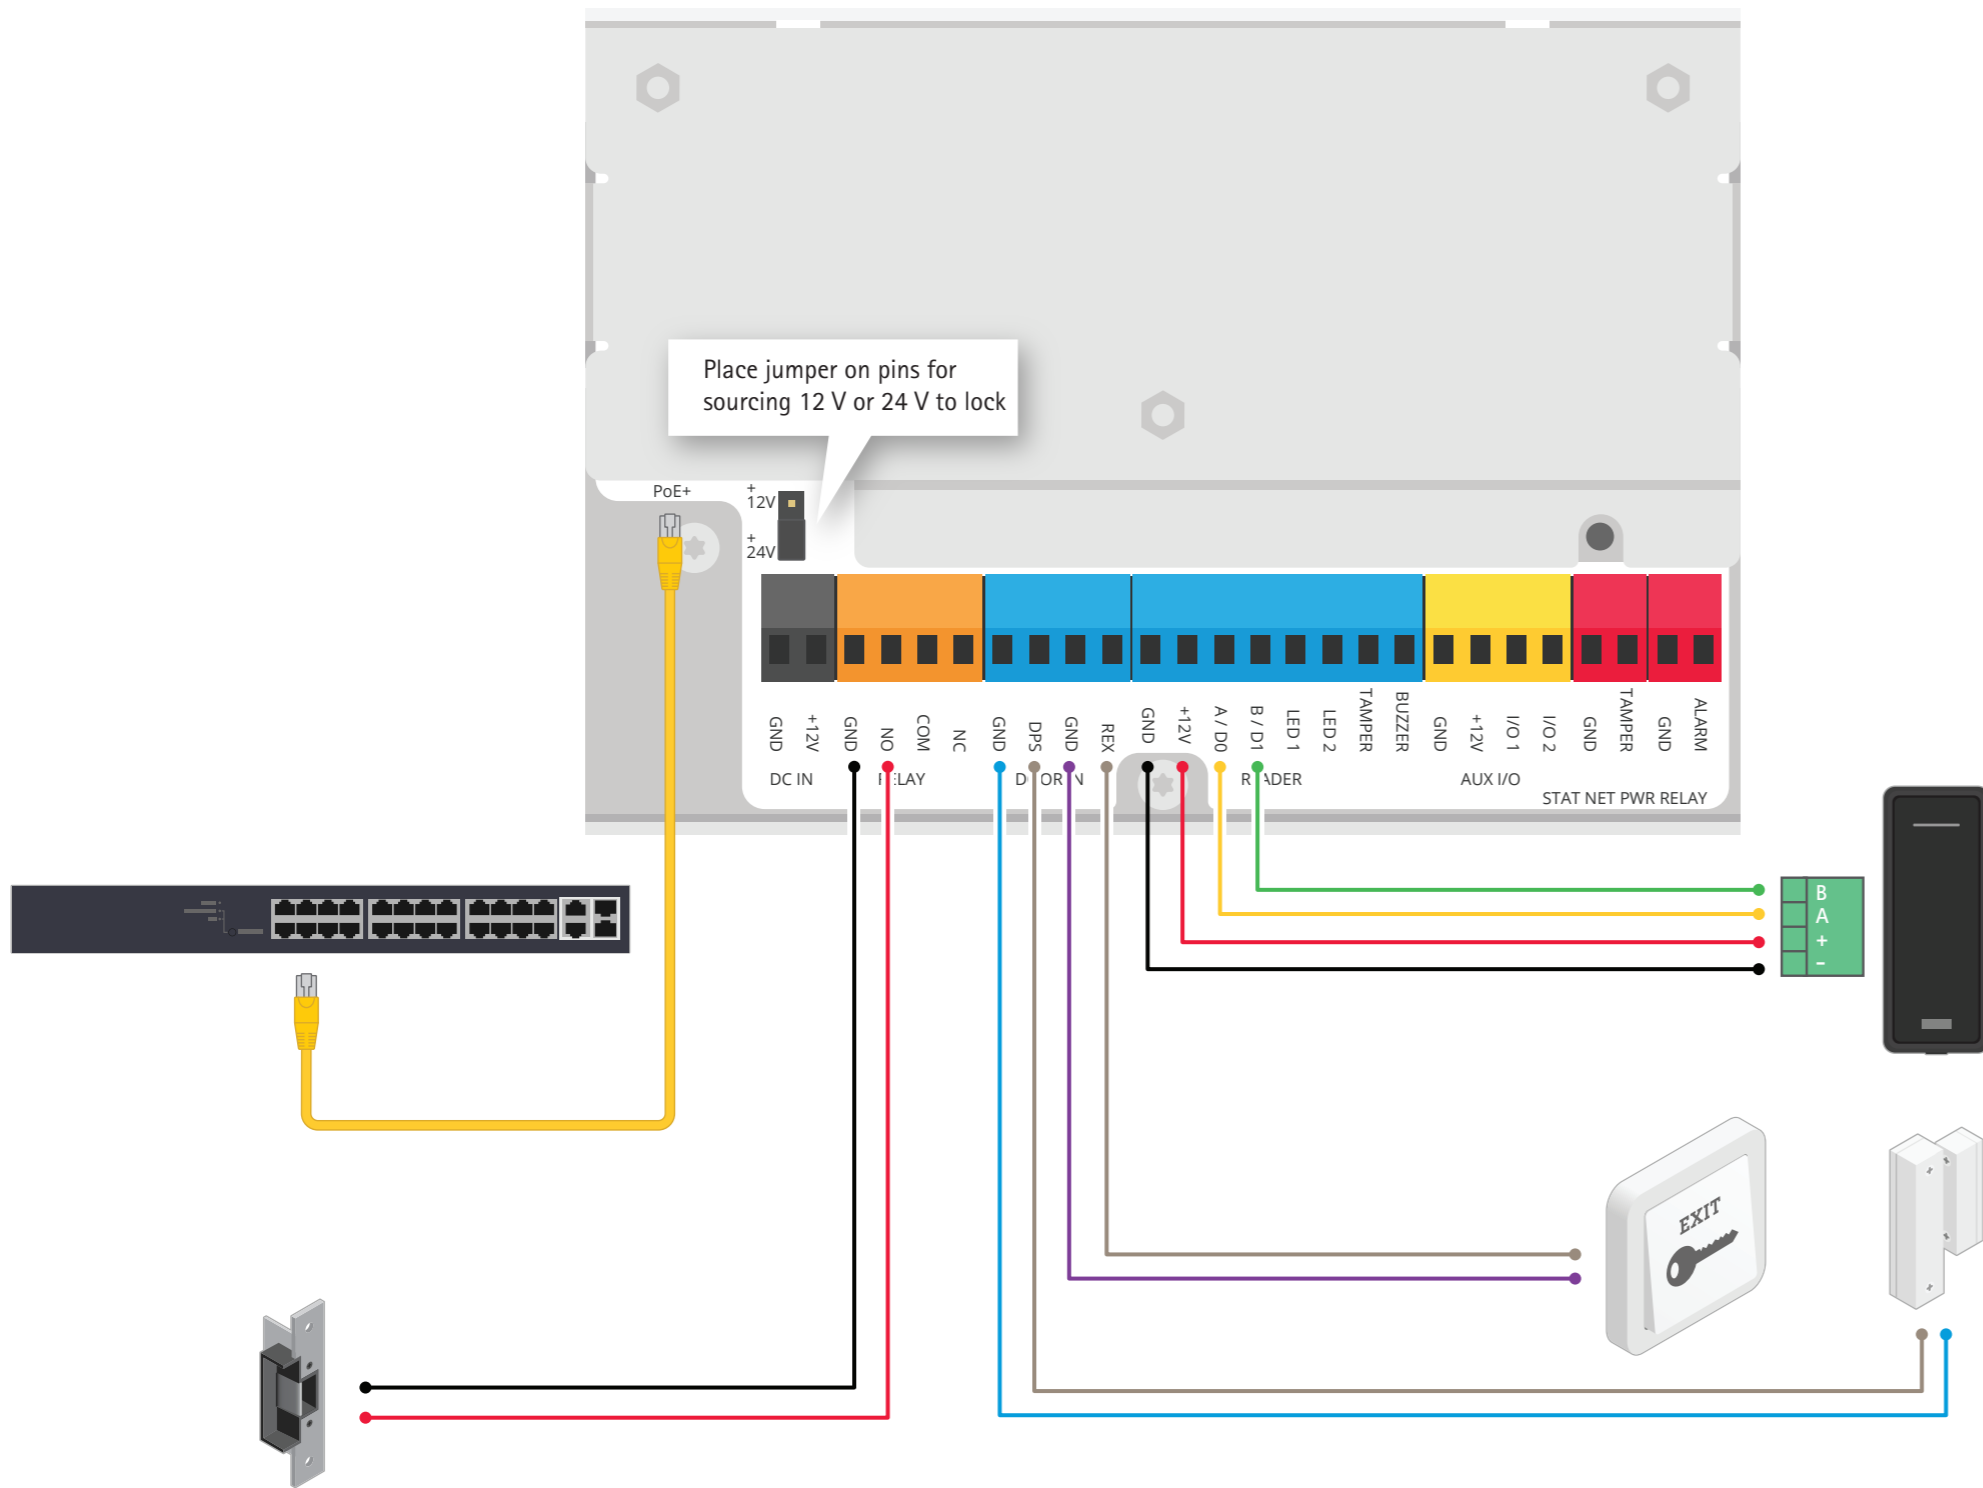 Place jumper on pins for
sourcing 12 V or 24 V to lock
PoE+
+
12V
+
24V
GND
+12V
GND
NO
COM
NC
GND
DPS
GND
REX
GND
+12V
A / D0
B / D1
LED 1
LED 2
TAMPER
BUZZER
GND
+12V
I/O 1
I/O 2
GND
TAMPER
GND
ALARM
DC IN
AUX I/O
STAT NET PWR RELAY
B
A
+
-
EXIT